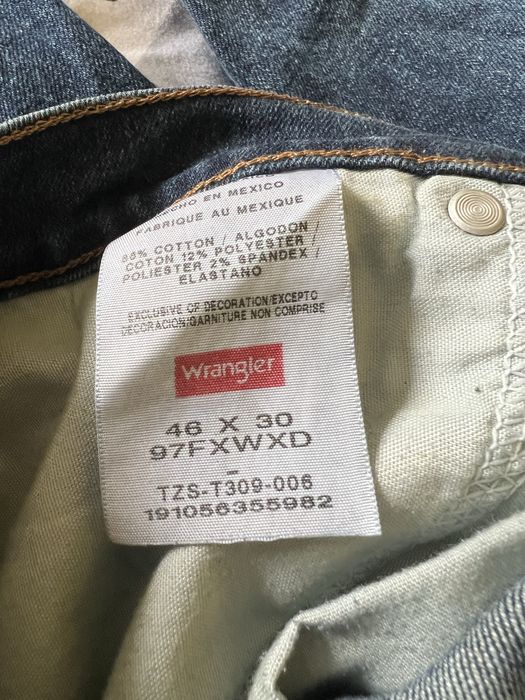 HECHO EN MEXICO
FABRIQUE AU MEXIQUE
86% COTTON / ALGODON /
COTON 12% POLYESTER /
POLIESTER 2% SPANDEX /
ELASTANO
EXCLUSIVE OF DECORATION/EXCEPTO
DECORACION/GARNITURE NON COMPRISE
Wrangler
46 X 30
97FXWXD
–
TZS-T309-006
191056355982